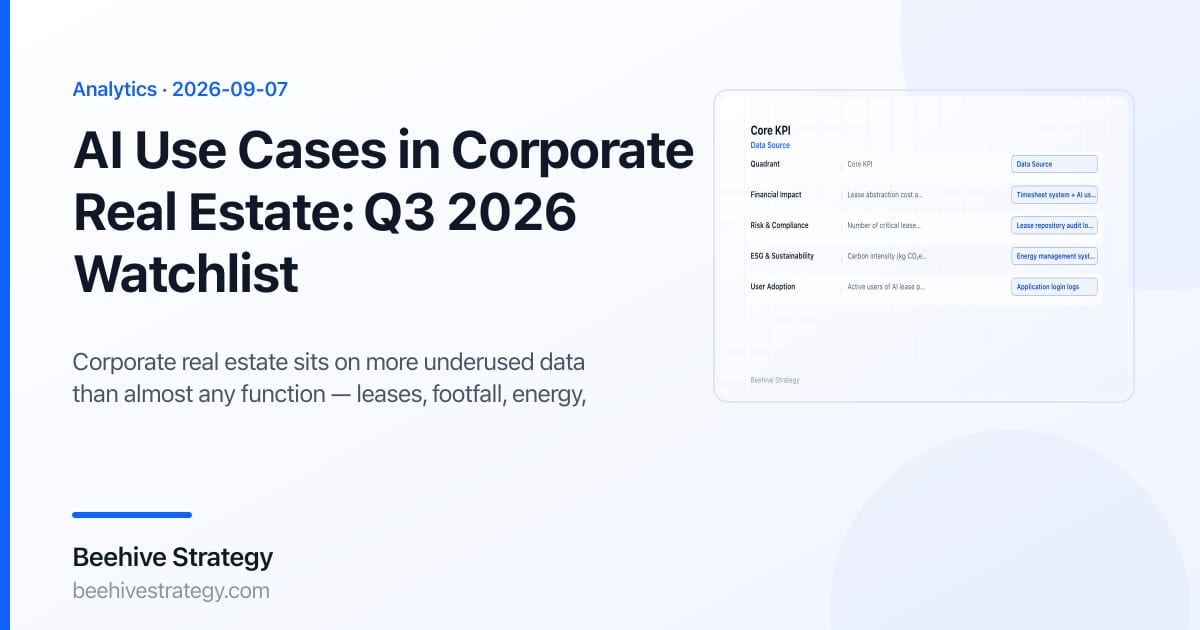 Analytics · 2026-09-07
AI Use Cases in Corporate
Real Estate: Q3 2026
Watchlist
Corporate real estate sits on more underused data
than almost any function — leases, footfall, energy,
Beehive Strategy
beehivestrategy.com
Core KPI
Data Source
Quadrant Core KPI Data Source
Financial Impact Lease abstraction cost a... Timesheet system + AI us...
Risk & Compliance Number of critical lease... Lease repository audit lo...
ESG & Sustainability Carbon intensity (kg CO₂e... Energy management syst...
User Adoption Active users of AI lease p... Application login logs
Beehive Strategy